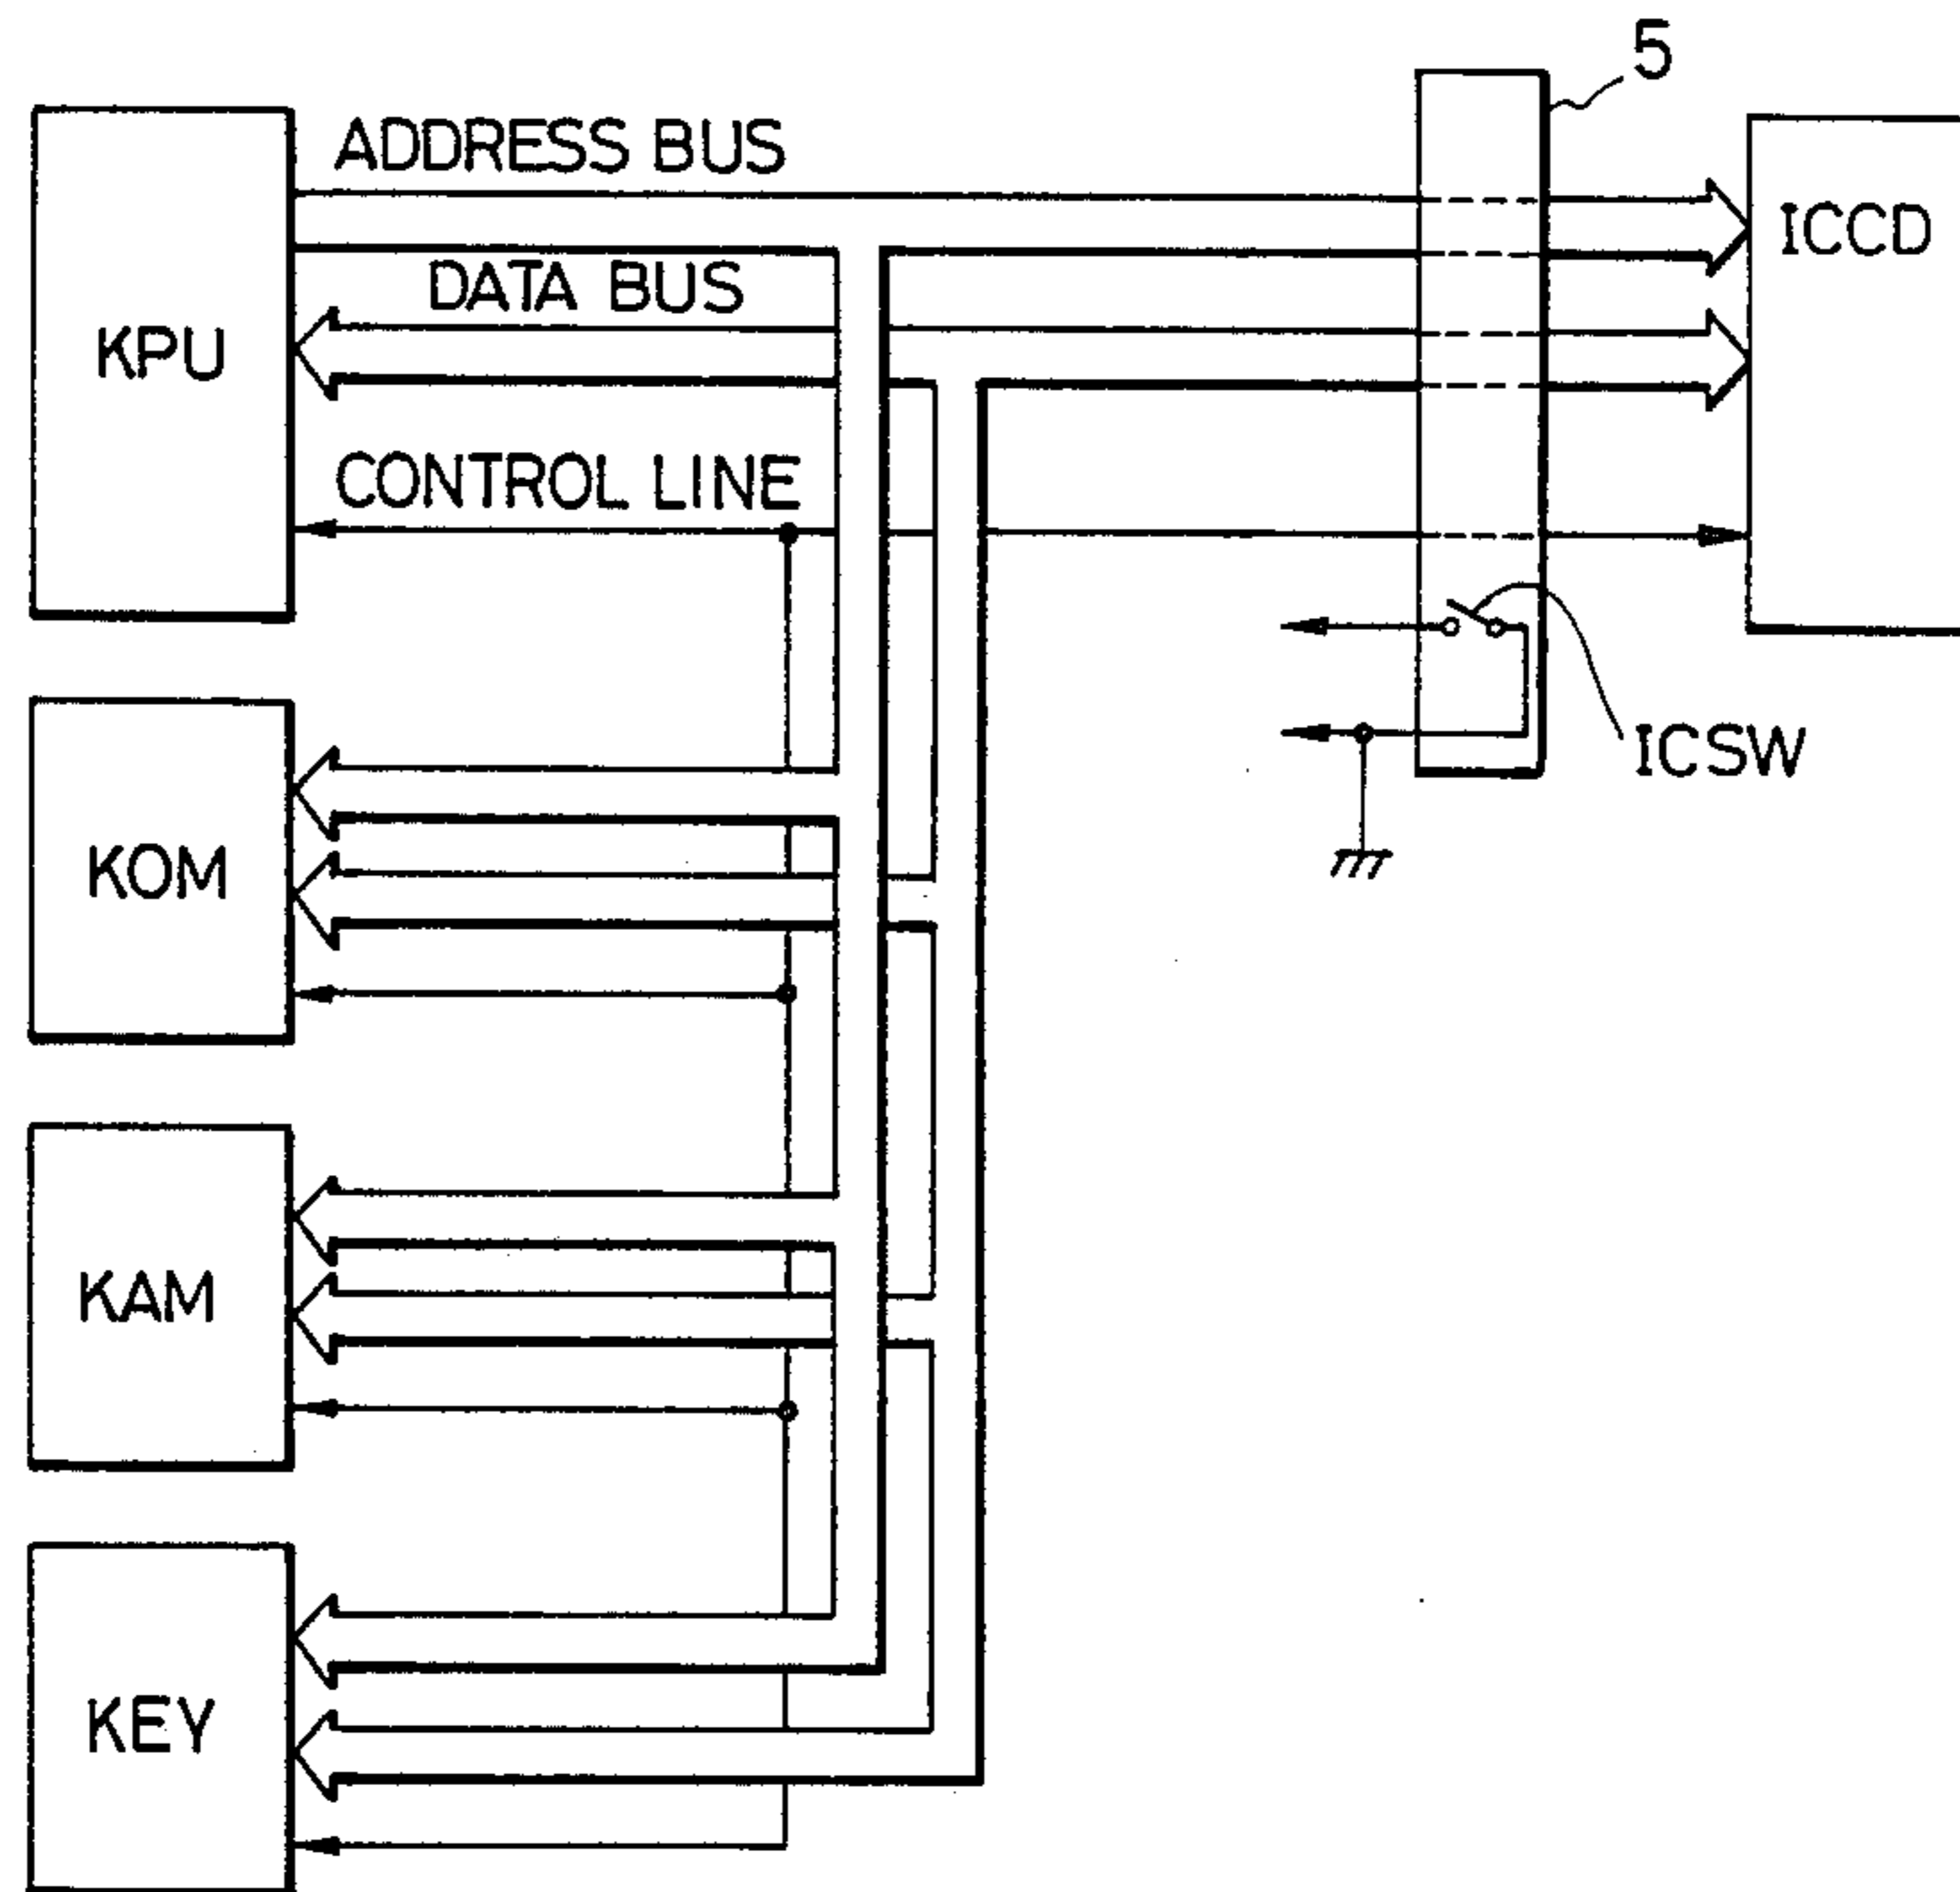 5
ADDRESS BUS
ICCD
DATA BUS
KPU
CONTROL LINE
ICSW
KOM
KAM
KEY